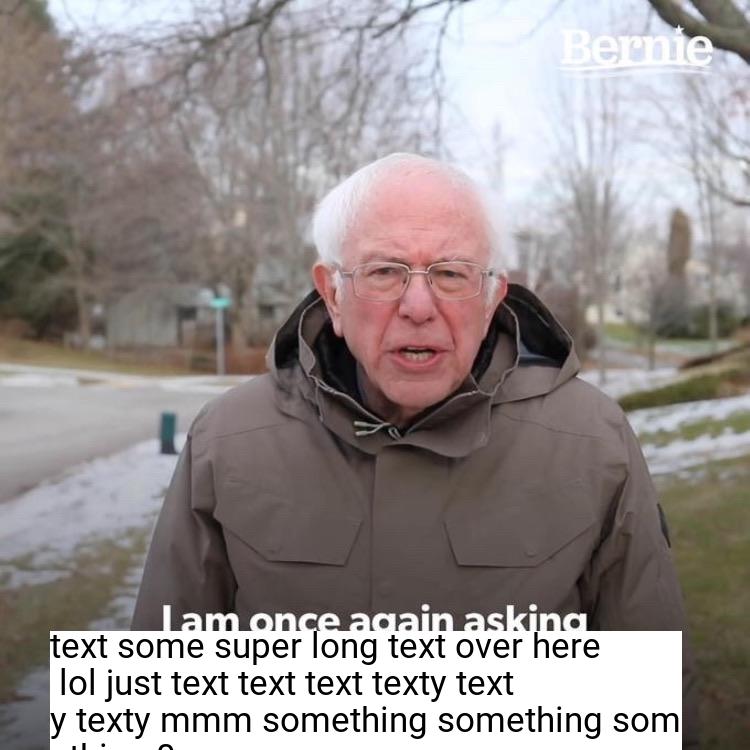 Bernie
I am once again asking
text some super long text over here
lol just text text text texty text
y texty mmm something something som